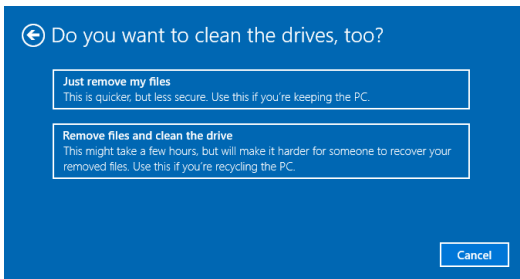 Do you want to clean the drives, too?
Just remove my files
This is quicker, but less secure. Use this if you're keeping the PC.
Remove files and clean the drive
This might take a few hours, but will make it harder for someone to recover your
removed files. Use this if you're recycling the PC.
Cancel